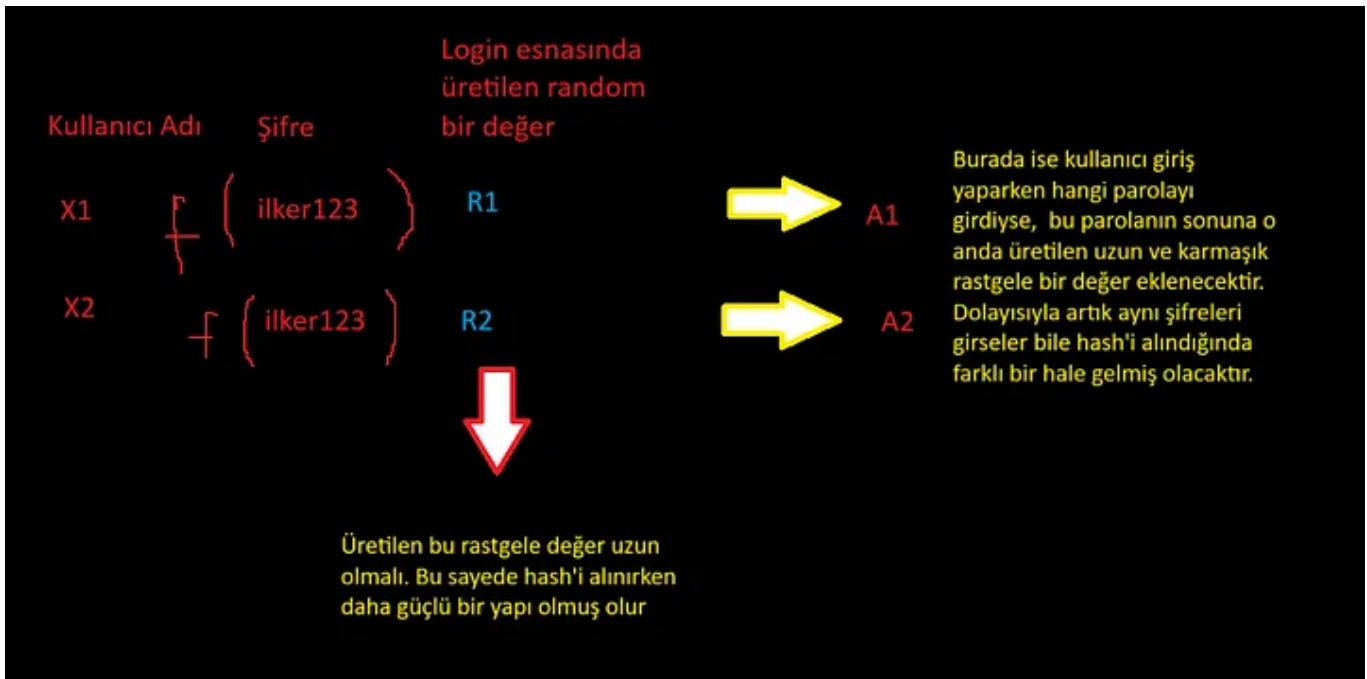 Login esnasında
üretilen random
bir değer
Kullanıcı Adı
Şifre
X1
f ( ilker123 )
R1
A1
X2
f ( ilker123 )
R2
A2
Burada ise kullanıcı giriş
yaparken hangi parolayı
girdiyse, bu parolanın sonuna o
anda üretilen uzun ve karmaşık
rastgele bir değer eklenecektir.
Dolayısıyla artık aynı şifreleri
girseler bile hash'i alındığında
farklı bir hale gelmiş olacaktır.
Üretilen bu rastgele değer uzun
olmalı. Bu sayede hash'i alınırken
daha güçlü bir yapı olmuş olur